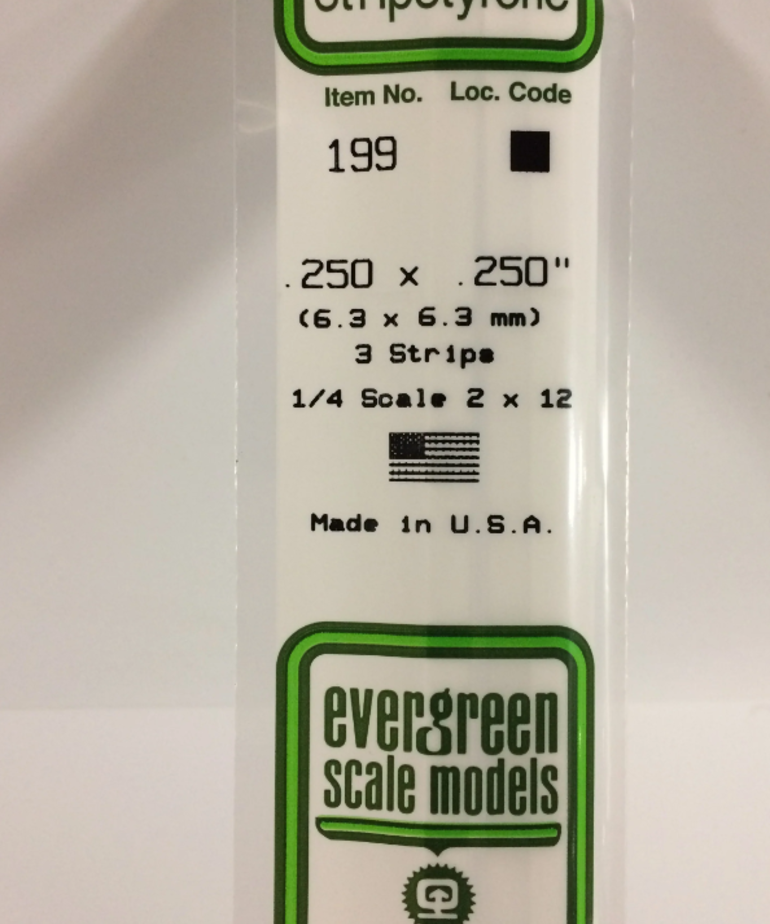 Stripstyrene
Item No. Loc. Code
199
.250 x .250"
(6.3 x 6.3 mm)
3 Strips
1/4 Scale 2 x 12
Made in U.S.A.
evergreen
scale models